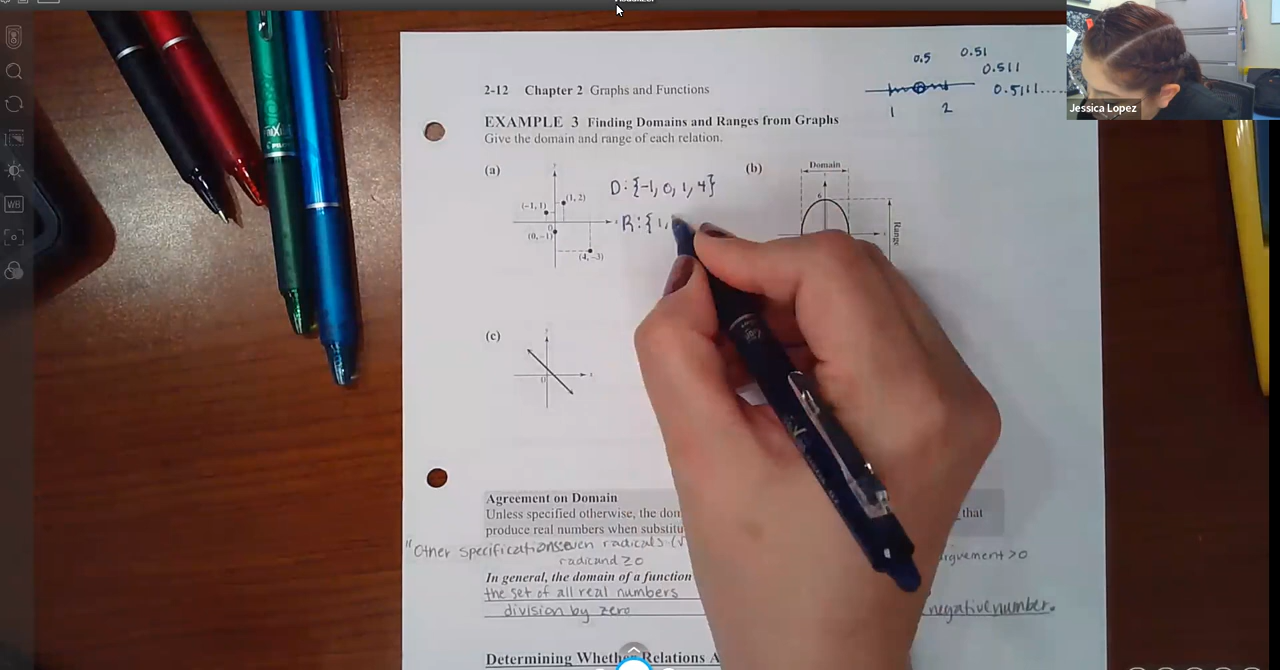 0.5 0.51
0.511
0.5111.....
1 2
Jessica Lopez
2-12 Chapter 2 Graphs and Functions
EXAMPLE 3 Finding Domains and Ranges from Graphs
Give the domain and range of each relation.
(a)
y
(-1, 1)
(1, 2)
x
0
(0, -1)
(4, -3)
D:{-1, 0, 1, 4}
R:{1,
(b)
Domain
Range
(c)
y
0
x
Agreement on Domain
Unless specified otherwise, the
that
produce real numbers when
"Other specifications:
even radicals
radicand ≥0
argument >0
In general, the domain of a function
the set of all real numbers
division by zero
negative number.
Determining Whether Relations
WB